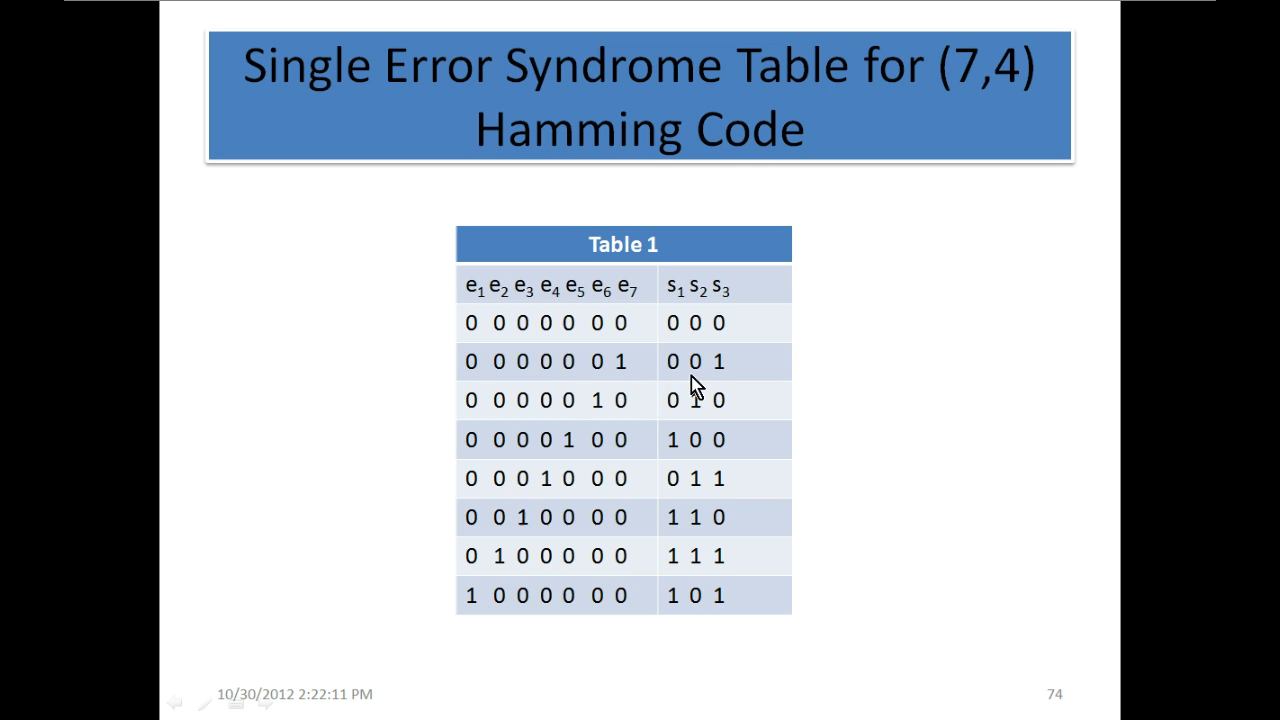 Single Error Syndrome Table for (7,4)
Hamming Code
Table 1
e₁ e₂ e₃ e₄ e₅ e₆ e₇ s₁ s₂ s₃
0 0 0 0 0 0 0 0 0 0
0 0 0 0 0 0 1 0 0 1
0 0 0 0 0 1 0 0 1 0
0 0 0 0 1 0 0 1 0 0
0 0 0 1 0 0 0 0 1 1
0 0 1 0 0 0 0 1 1 0
0 1 0 0 0 0 0 1 1 1
1 0 0 0 0 0 0 1 0 1
10/30/2012 2:22:11 PM 74